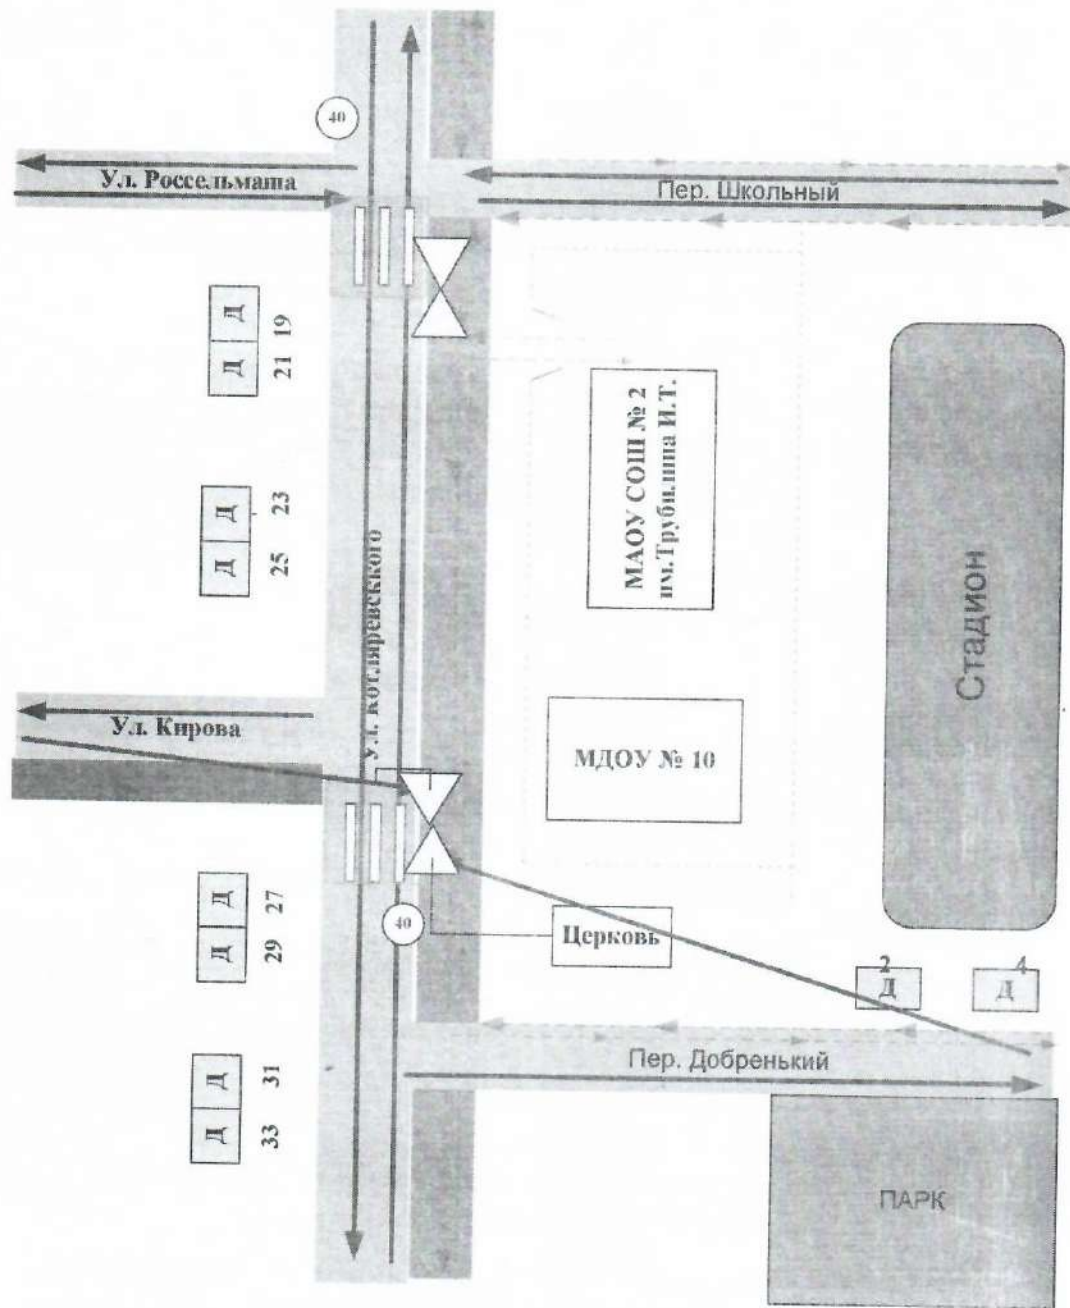 40
Ул. Россельмаша
Пер. Школьный
Д Д
21 19
МАОУ СОШ № 2
им.Трубилина И.Т.
Д Д
25 23
Ул. Котляревсккого
Стадион
Ул. Кирова
МДОУ № 10
Д Д
29 27
40
Церковь
2
Д
4
Д
Пер. Добренький
Д Д
33 31
ПАРК